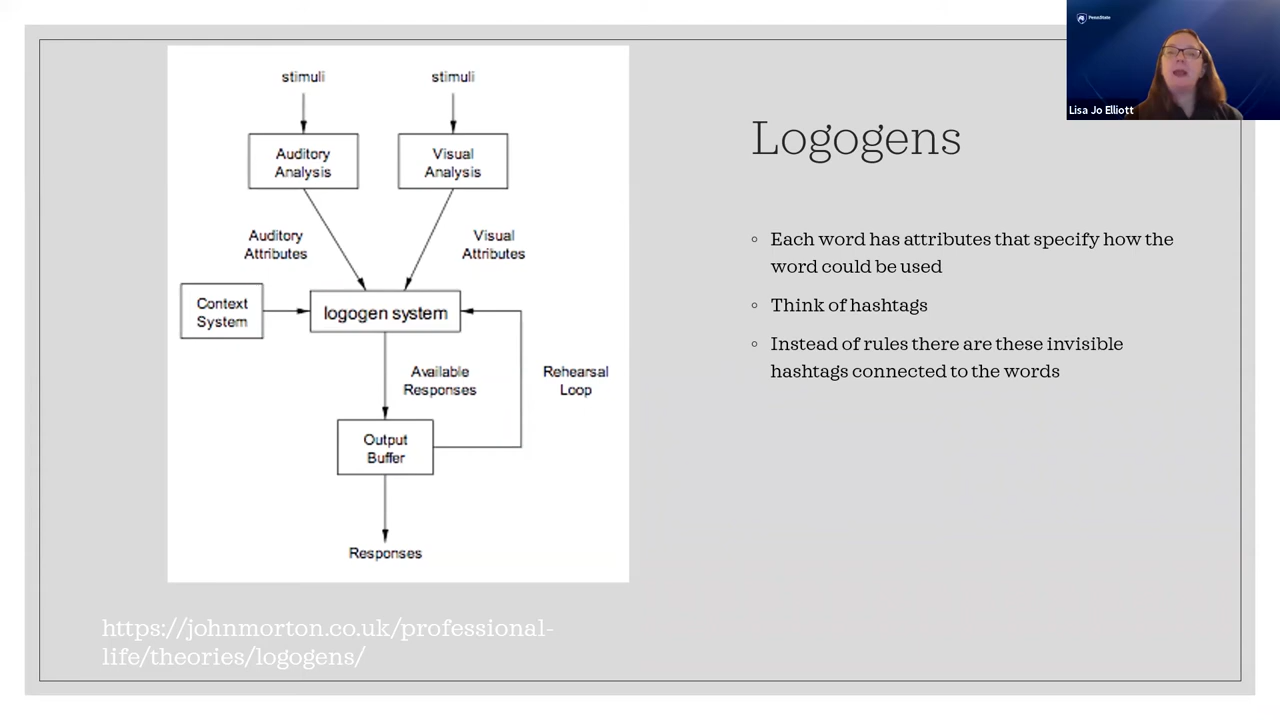 stimuli
stimuli
Auditory
Analysis
Visual
Analysis
Auditory
Attributes
Visual
Attributes
Context
System
logogen system
Available
Responses
Rehearsal
Loop
Output
Buffer
Responses
https://johnmorton.co.uk/professional-
life/theories/logogens/
Logogens
Each word has attributes that specify how the
word could be used
Think of hashtags
Instead of rules there are these invisible
hashtags connected to the words
PennState
Lisa Jo Elliott